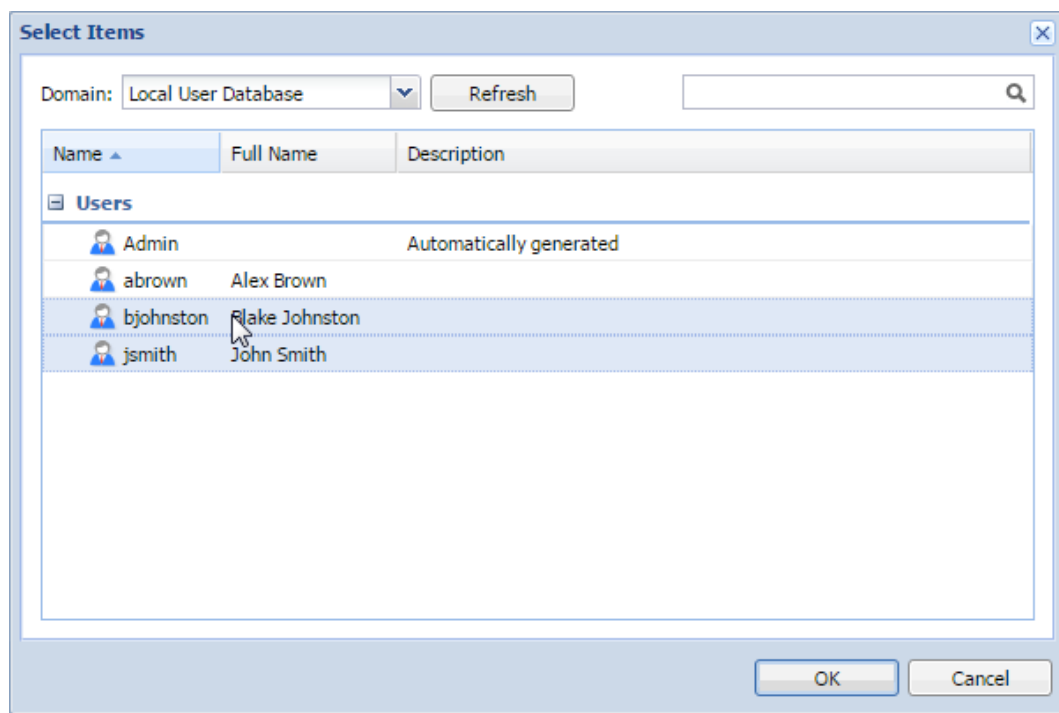 Select Items
Domain: Local User Database Refresh
Name Full Name Description
Users
Admin Automatically generated
abrown Alex Brown
bjohnston Blake Johnston
jsmith John Smith
OK Cancel